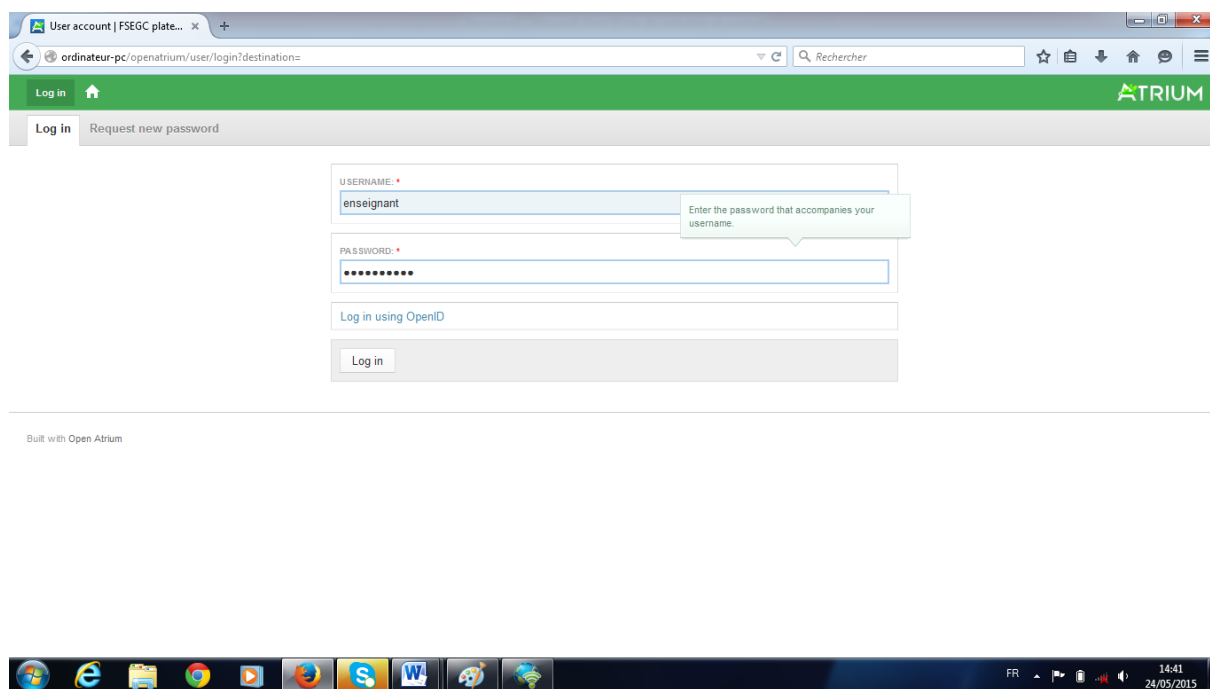 User account | FSEGC plate...
ordinateur-pc/openatrium/user/login?destination=
Rechercher
Log in
ATRIUM
Log in Request new password
USERNAME: *
enseignant
Enter the password that accompanies your
username.
PASSWORD: *
••••••••••
Log in using OpenID
Log in
Built with Open Atrium
FR
14:41
24/05/2015